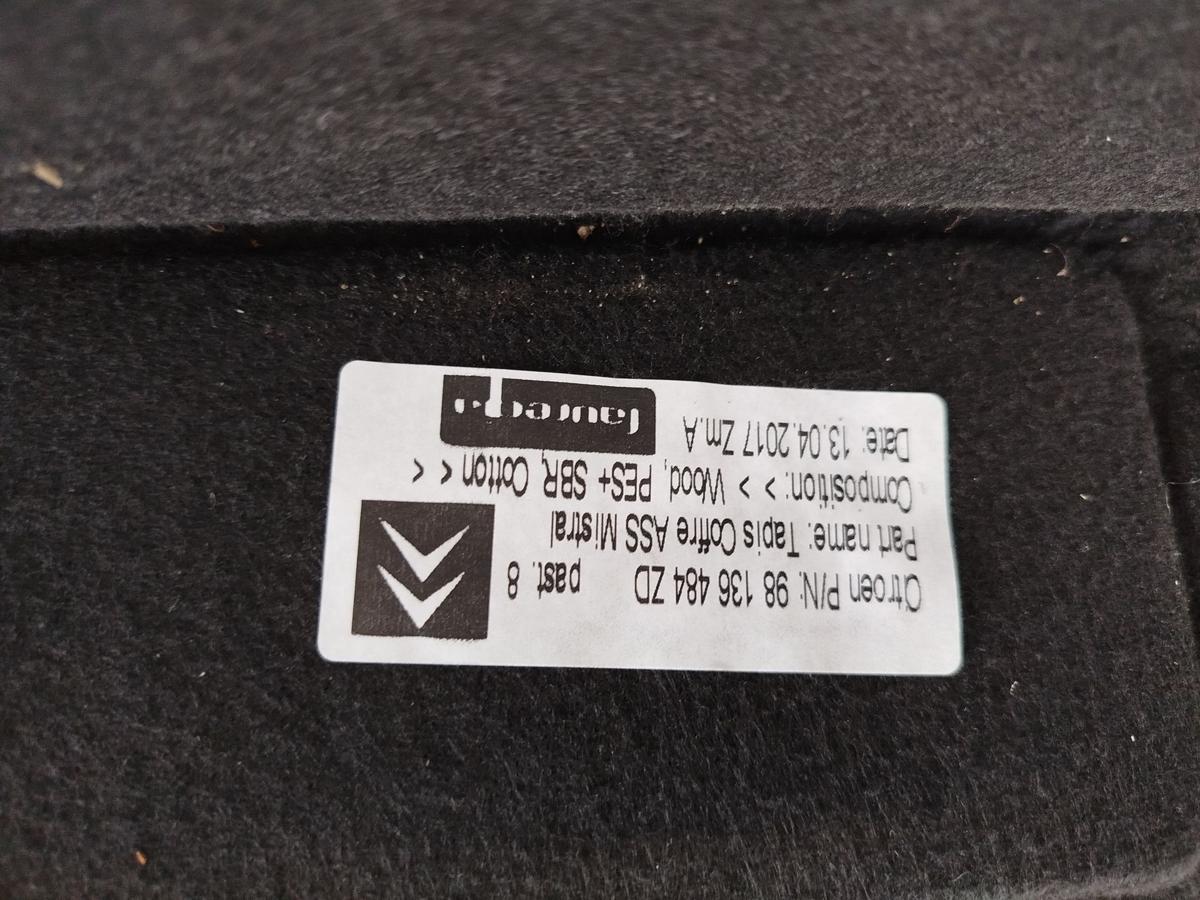 Citroën P/N: 98 136 484 ZD past. 8
Part name: Tapis Coffre ASS Mistral
Composition: > > Wood, PES+ SBR, Cotton < <
Date: 13.04.2017 Zm.A
faurecia